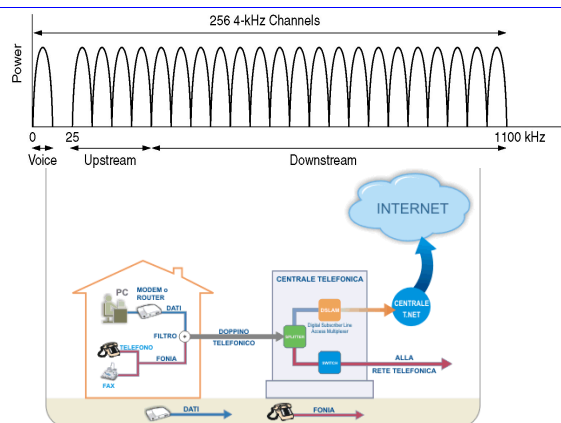 256 4-kHz Channels
Power
0 25 1100 kHz
Voice Upstream Downstream
INTERNET
CENTRALE TELEFONICA
PC MODEM o
ROUTER
DATI
DSLAM
CENTRALE
T.NET
Digital Subscriber Line
Access Multiplexer
FILTRO + DOPPINO
TELEFONICO
SPLITTER
TELEFONO
FONIA
SWITCH
ALLA
RETE TELEFONICA
FAX
DATI FONIA